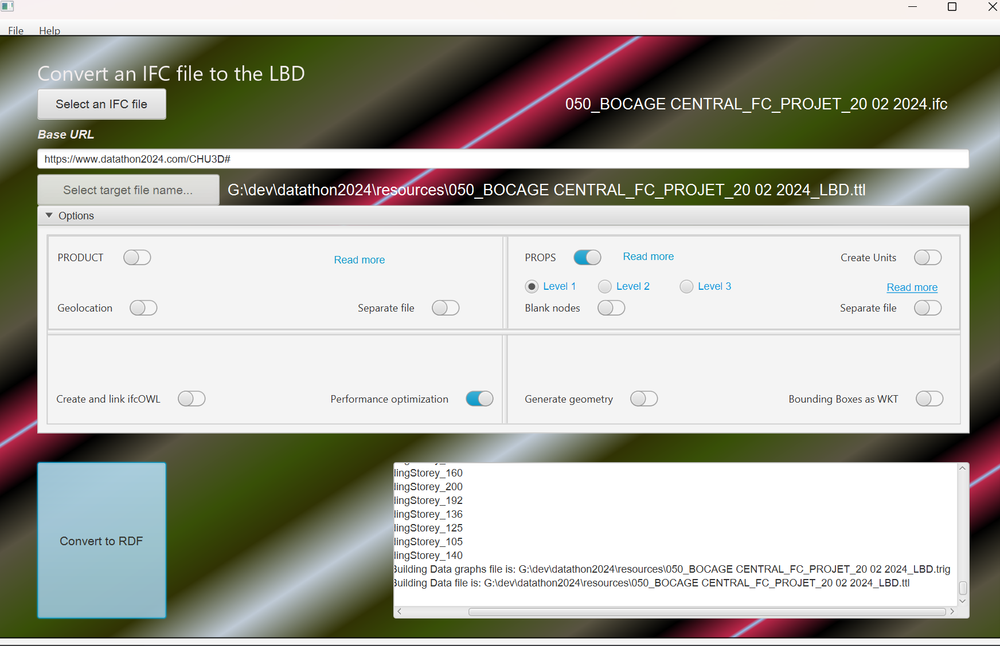 File Help
Convert an IFC file to the LBD
Select an IFC file
050_BOCAGE CENTRAL_FC_PROJET_20 02 2024.ifc
Base URL
https://www.datathon2024.com/CHU3D#
Select target file name...
G:\dev\datathon2024\resources\050_BOCAGE CENTRAL_FC_PROJET_20 02 2024_LBD.ttl
Options
PRODUCT
Read more
Geolocation
Separate file
PROPS
Read more
Create Units
Level 1
Level 2
Level 3
Read more
Blank nodes
Separate file
Create and link ifcOWL
Performance optimization
Generate geometry
Bounding Boxes as WKT
Convert to RDF
lingStorey_160
lingStorey_200
lingStorey_192
lingStorey_136
lingStorey_125
lingStorey_105
lingStorey_140
Building Data graphs file is: G:\dev\datathon2024\resources\050_BOCAGE CENTRAL_FC_PROJET_20 02 2024_LBD.trig
Building Data file is: G:\dev\datathon2024\resources\050_BOCAGE CENTRAL_FC_PROJET_20 02 2024_LBD.ttl